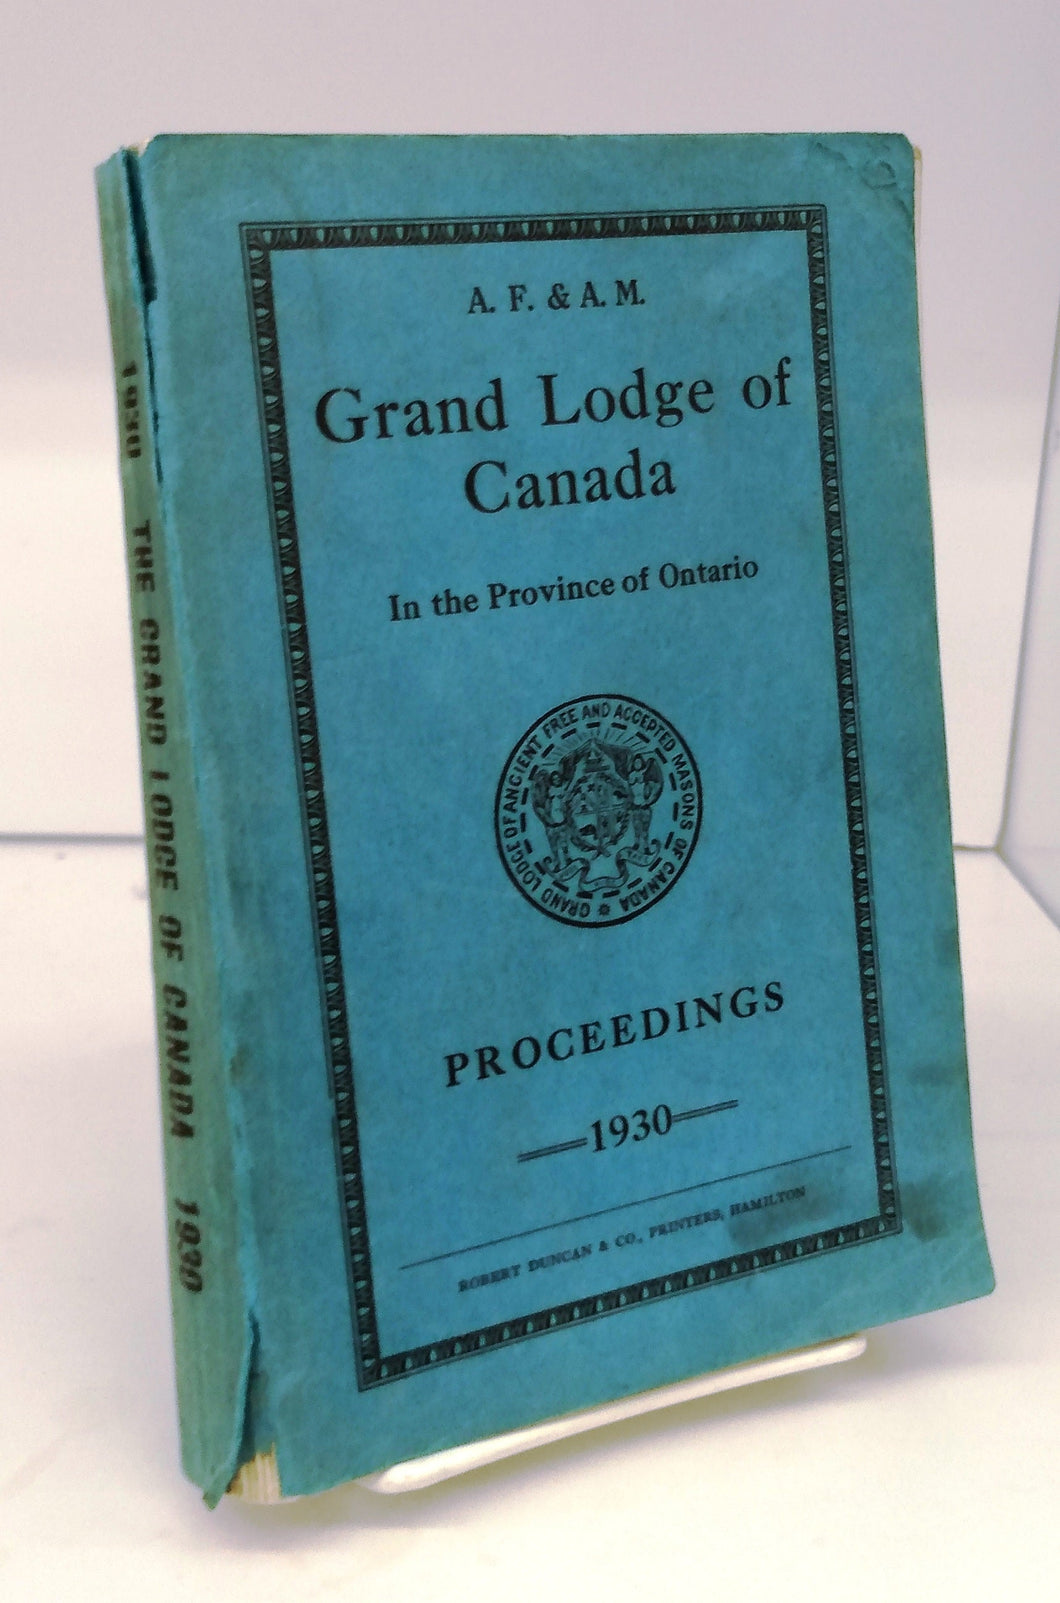 A. F. & A. M.
Grand Lodge of
Canada
In the Province of Ontario
GRAND LODGE OF ANCIENT FREE AND ACCEPTED MASONS OF CANADA
PROCEEDINGS
1930
ROBERT DUNCAN & CO., PRINTERS, HAMILTON
1930 THE GRAND LODGE OF CANADA 1930